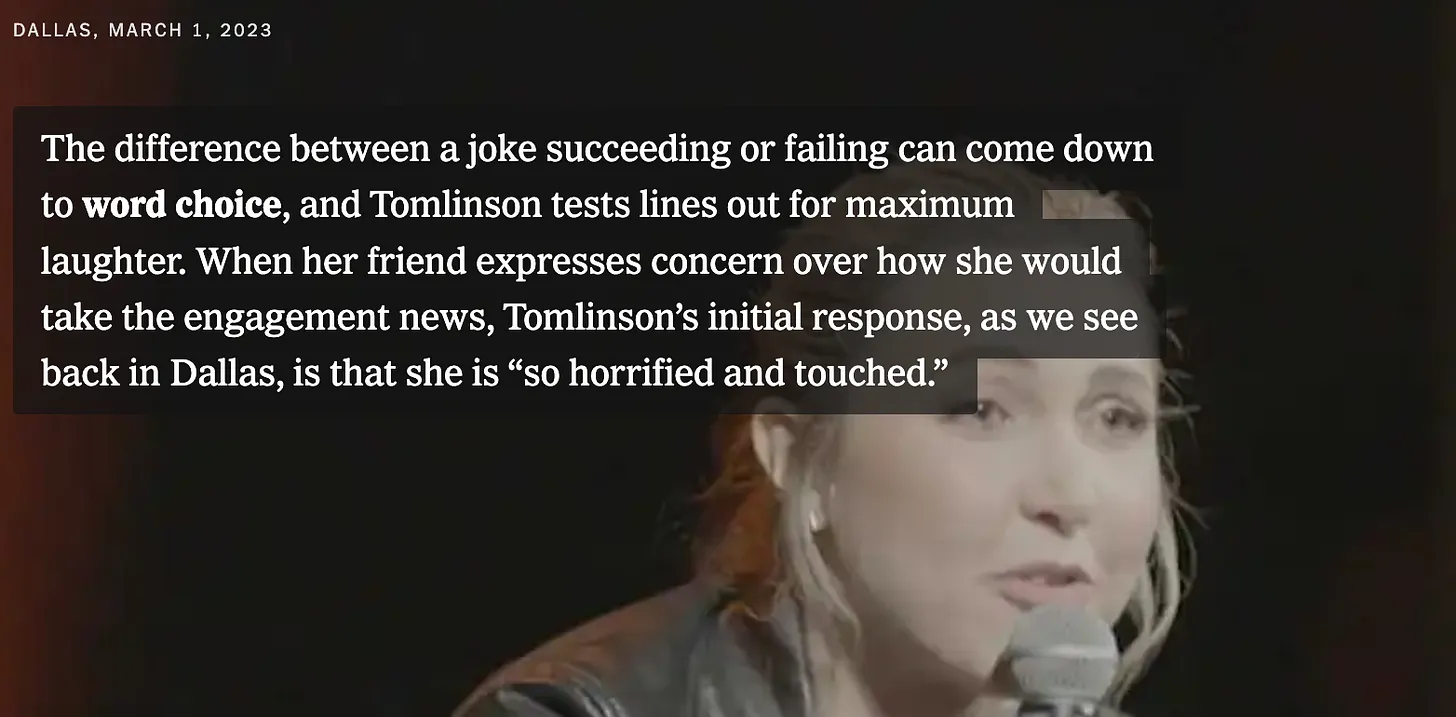 DALLAS, MARCH 1, 2023
The difference between a joke succeeding or failing can come down
to word choice, and Tomlinson tests lines out for maximum
laughter. When her friend expresses concern over how she would
take the engagement news, Tomlinson’s initial response, as we see
back in Dallas, is that she is “so horrified and touched.”